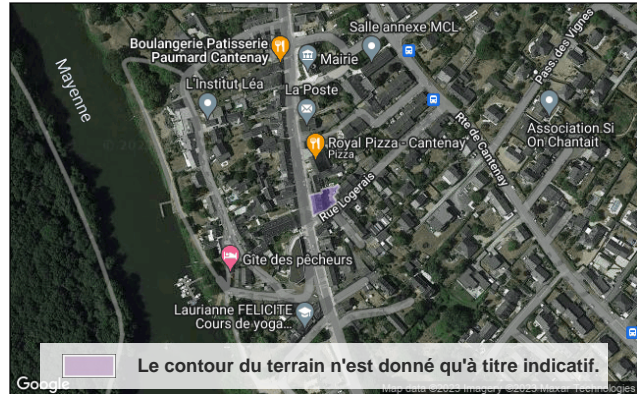 Salle annexe MCL
Boulangerie Patisserie
Paumard Cantenay
Mairie
Pass. des Vignes
Mayenne
L'Institut Léa
La Poste
Rte de Cantenay
Association Si
On Chantait
Royal Pizza - Cantenay
Pizza
Rue Logerais
Gîte des pêcheurs
Laurianne FELICITE
Cours de yoga...
Le contour du terrain n'est donné qu'à titre indicatif.
Google
Map data ©2023 Imagery ©2023 Maxar Technologies